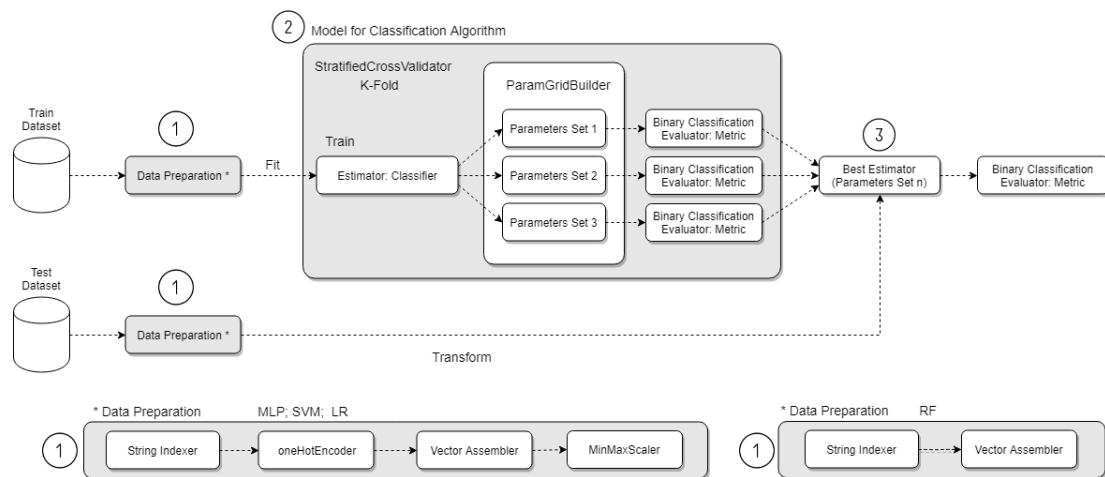 2 Model for Classification Algorithm
StratifiedCrossValidator
K-Fold
ParamGridBuilder
Train
Dataset
1
Data Preparation *
Fit
Train
Estimator: Classifier
Parameters Set 1
Parameters Set 2
Parameters Set 3
Binary Classification
Evaluator: Metric
Binary Classification
Evaluator: Metric
Binary Classification
Evaluator: Metric
3
Best Estimator
(Parameters Set n)
Binary Classification
Evaluator: Metric
Test
Dataset
1
Data Preparation *
Transform
* Data Preparation MLP; SVM; LR
1
String Indexer
oneHotEncoder
Vector Assembler
MinMaxScaler
* Data Preparation RF
1
String Indexer
Vector Assembler